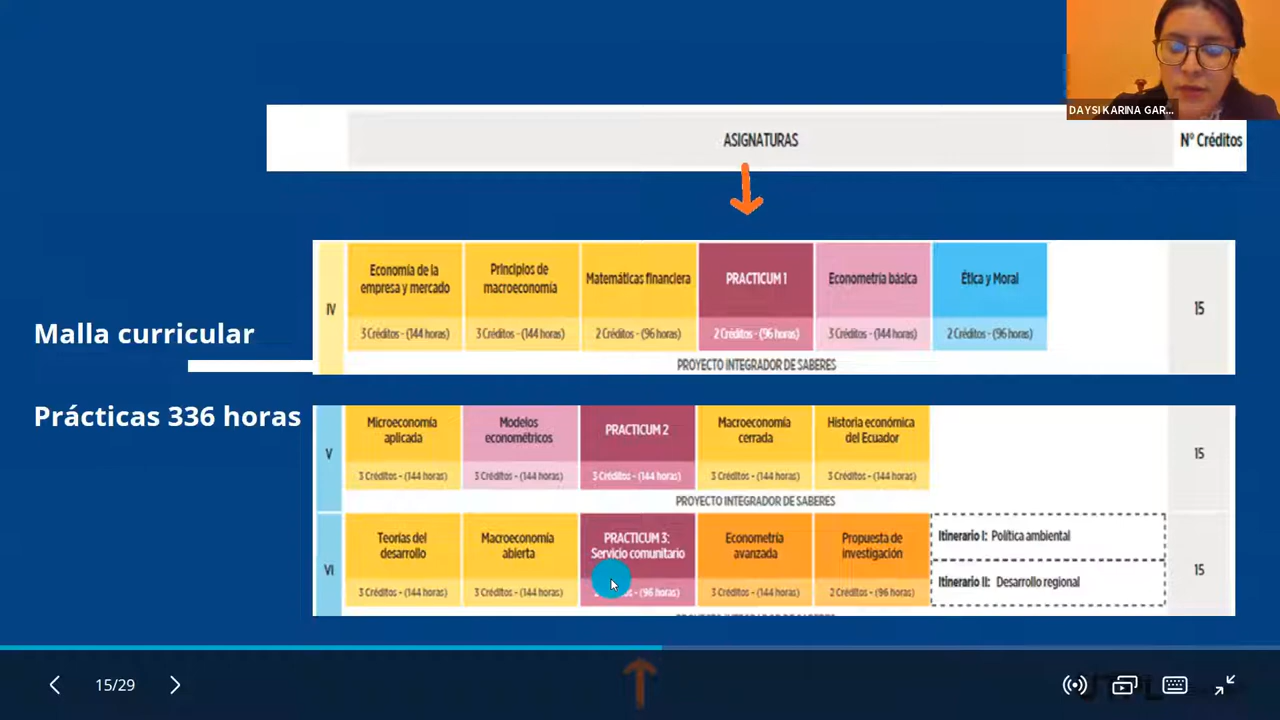 DAYSI KARINA GAR...
ASIGNATURAS
N° Créditos
Malla curricular
Prácticas 336 horas
IV
Economía de la
empresa y mercado
3 Créditos - (144 horas)
Principios de
macroeconomía
3 Créditos - (144 horas)
Matemáticas financiera
2 Créditos - (96 horas)
PRACTICUM 1
2 Créditos - (96 horas)
Econometría básica
3 Créditos - (144 horas)
Ética y Moral
2 Créditos - (96 horas)
15
PROYECTO INTEGRADOR DE SABERES
V
Microeconomía
aplicada
3 Créditos - (144 horas)
Modelos
econométricos
3 Créditos - (144 horas)
PRACTICUM 2
3 Créditos - (144 horas)
Macroeconomía
cerrada
3 Créditos - (144 horas)
Historia económica
del Ecuador
3 Créditos - (144 horas)
15
PROYECTO INTEGRADOR DE SABERES
VI
Teorías del
desarrollo
3 Créditos - (144 horas)
Macroeconomía
abierta
3 Créditos - (144 horas)
PRACTICUM 3:
Servicio comunitario
(96 horas)
Econometría
avanzada
3 Créditos - (144 horas)
Propuesta de
investigación
2 Créditos - (96 horas)
Itinerario I: Política ambiental
Itinerario II: Desarrollo regional
15
15/29